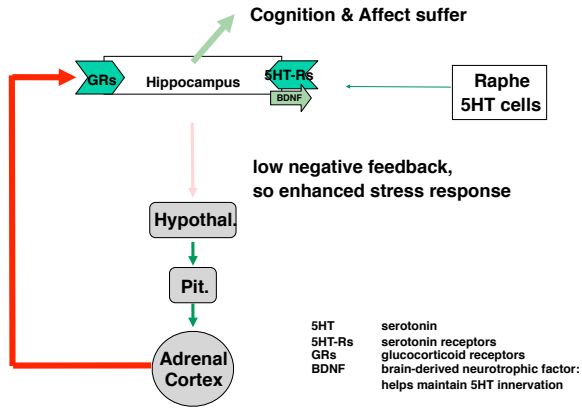 Cognition & Affect suffer
GRs
Hippocampus
5HT-Rs
BDNF
Raphe
5HT cells
low negative feedback,
so enhanced stress response
Hypothal.
Pit.
Adrenal
Cortex
5HT serotonin
5HT-Rs serotonin receptors
GRs glucocorticoid receptors
BDNF brain-derived neurotrophic factor:
helps maintain 5HT innervation